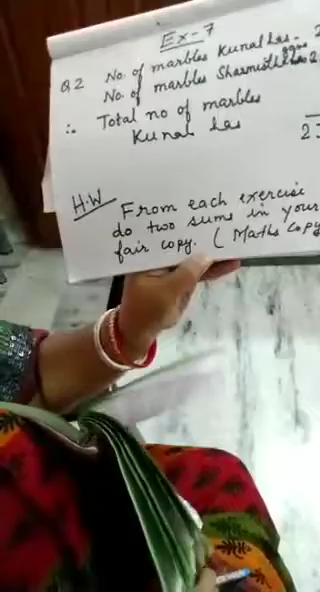 Ex-7
Q 2 No. of marbles Kunal has -
No. of marbles Sharmistha
∴ Total no of marbles
Kunal has
H.W From each exercise
do two sums in your
fair copy. (Maths Copy